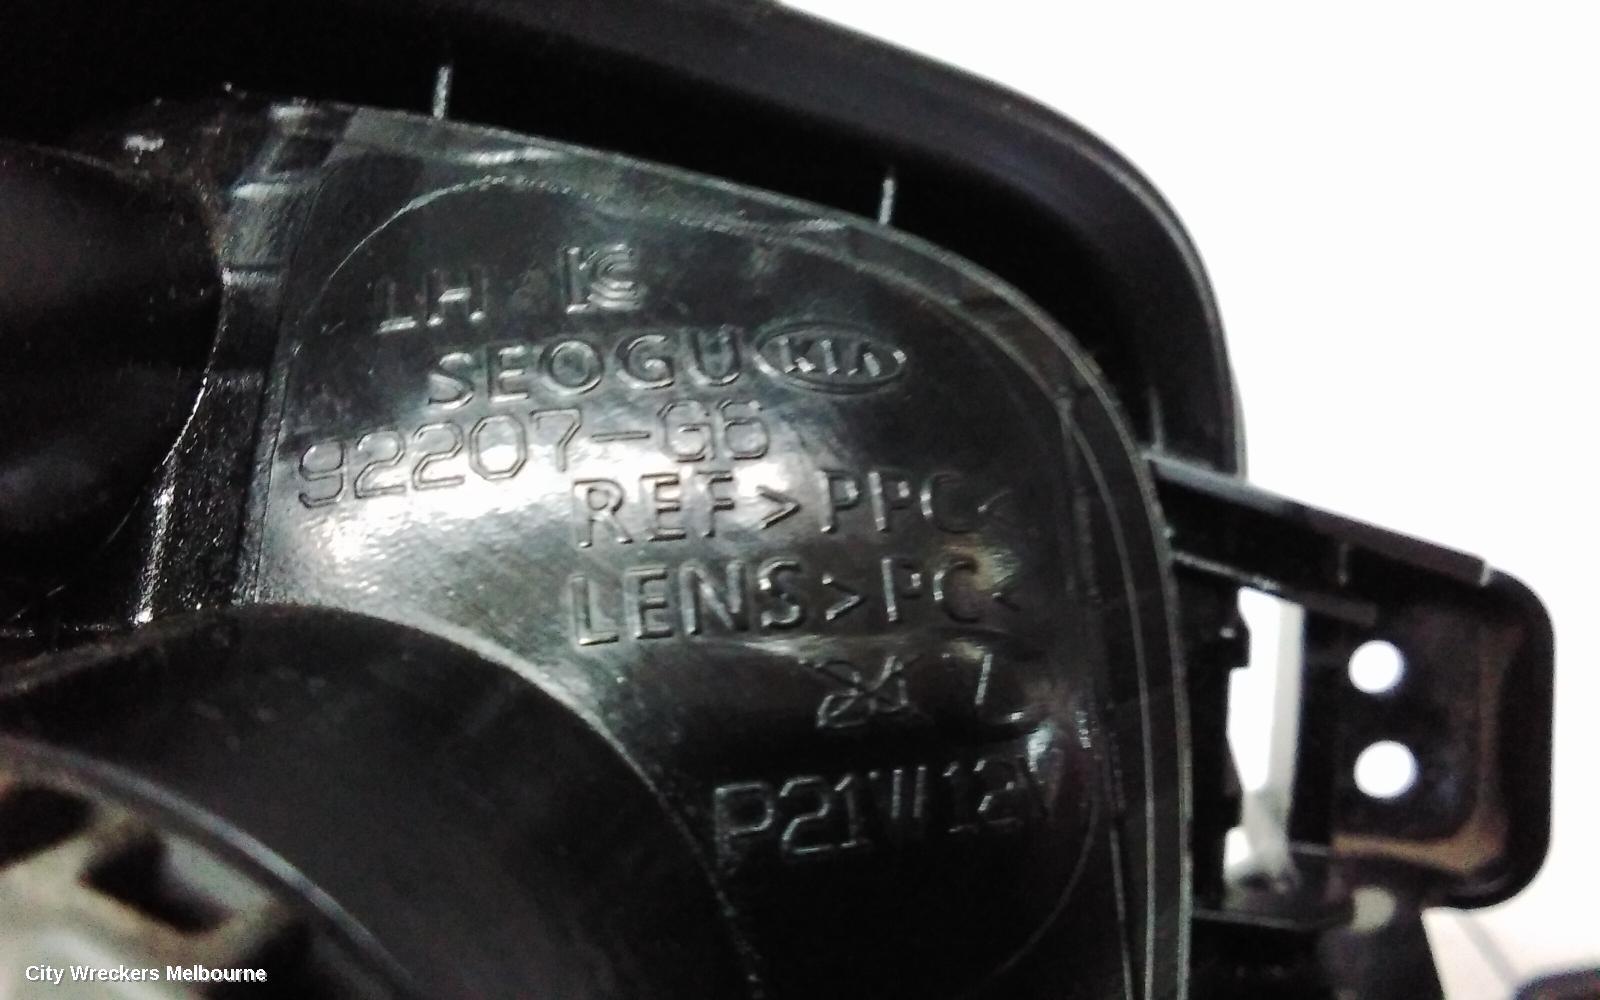 LH
SEOGU KIA
92207-G6
REF>PPC<
LENS>PC<
P21W 12V
City Wreckers Melbourne